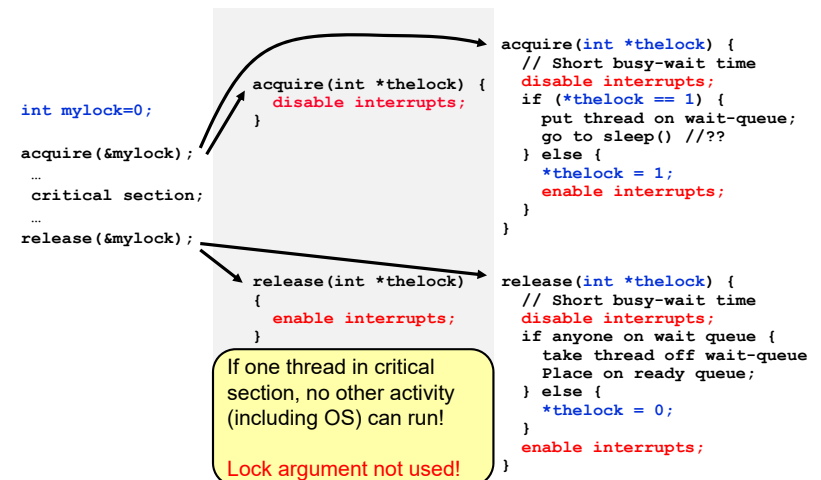 int mylock=0;
acquire(&mylock);
…
critical section;
…
release(&mylock);
acquire(int *thelock) {
disable interrupts;
}
release(int *thelock)
{
enable interrupts;
}
If one thread in critical
section, no other activity
(including OS) can run!
Lock argument not used!
acquire(int *thelock) {
// Short busy-wait time
disable interrupts;
if (*thelock == 1) {
put thread on wait-queue;
go to sleep() //??
} else {
*thelock = 1;
enable interrupts;
}
}
release(int *thelock) {
// Short busy-wait time
disable interrupts;
if anyone on wait queue {
take thread off wait-queue
Place on ready queue;
} else {
*thelock = 0;
}
enable interrupts;
}